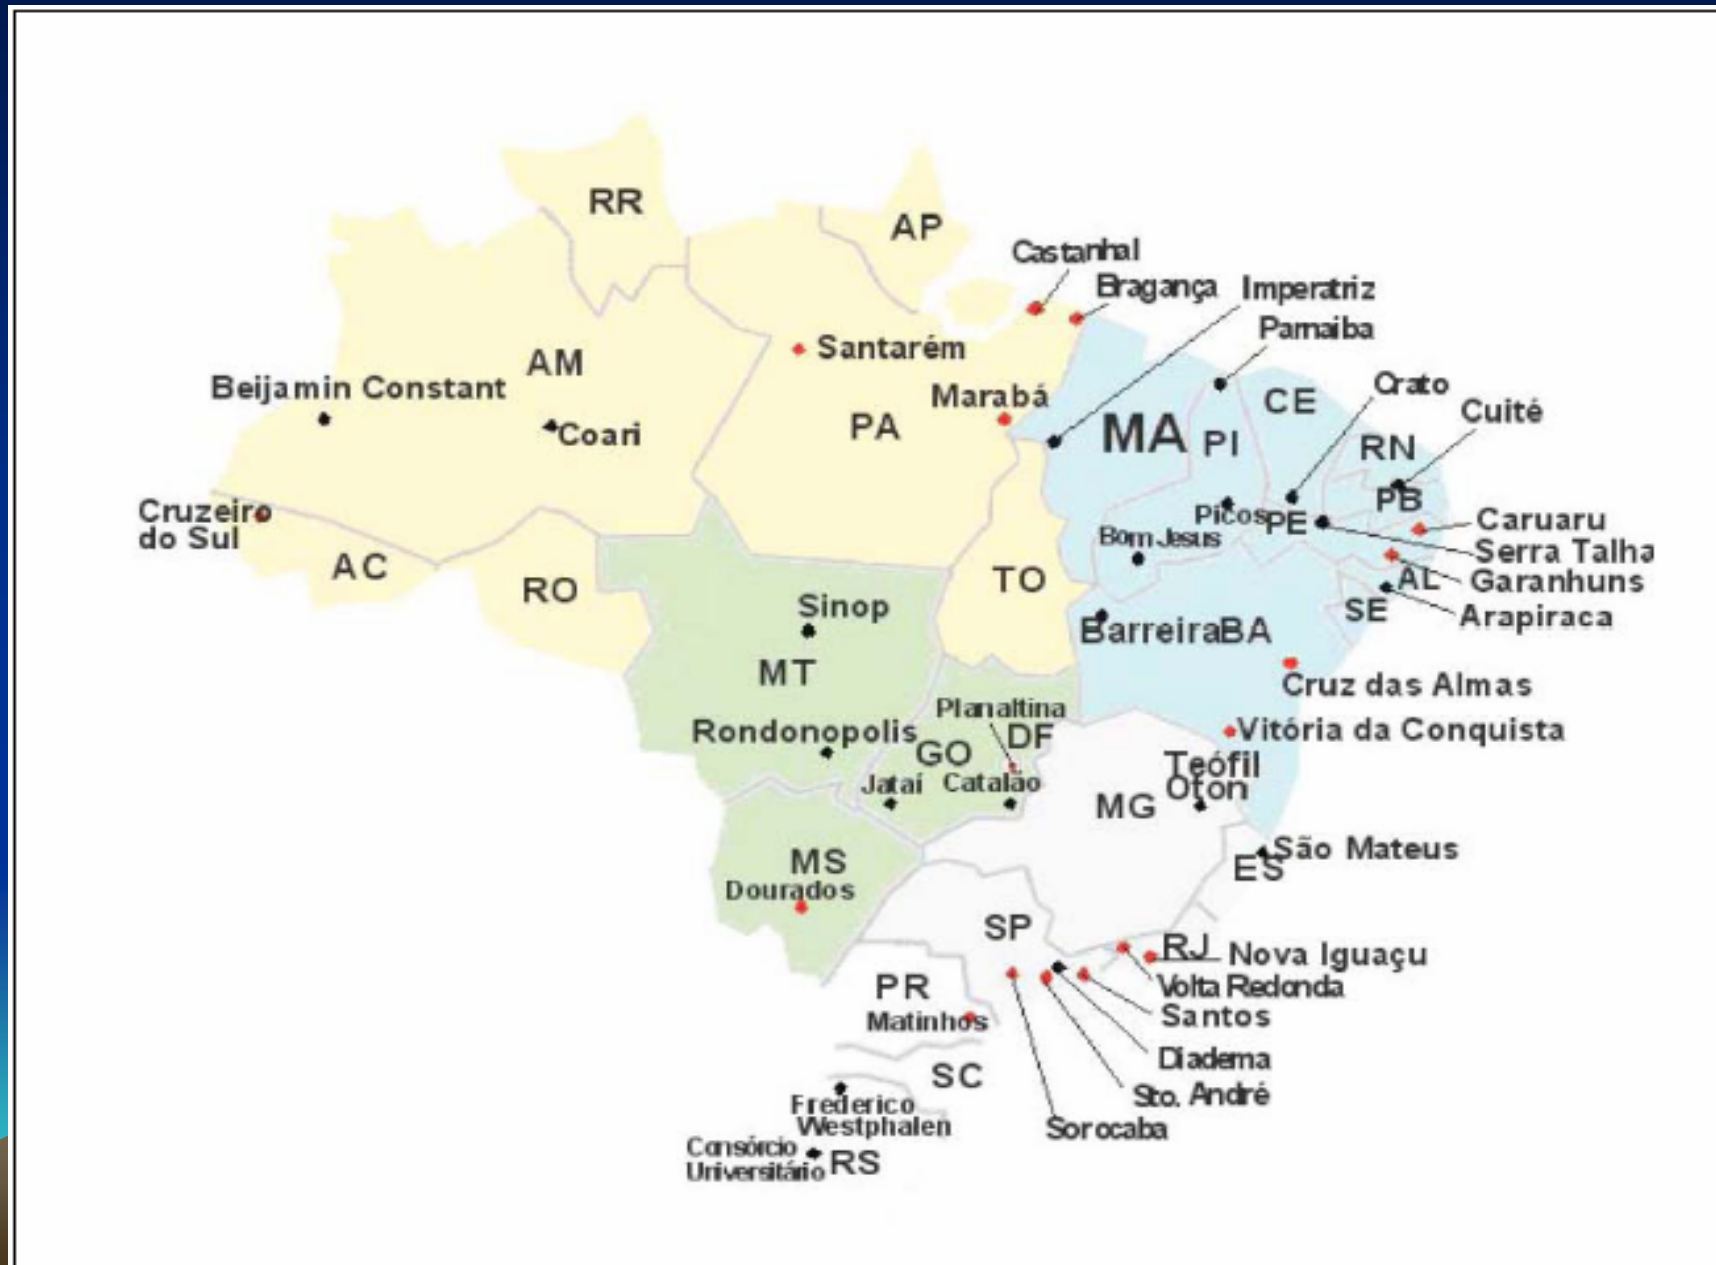 RR
AP
Castanhal
Bragança
Imperatriz
Parnaiba
Santarém
AM
Beijamin Constant
Coari
Marabá
PA
MA
PI
CE
Crato
Cuité
RN
PB
Cruzeiro
do Sul
AC
RO
TO
Picos
PE
Bom Jesus
Caruaru
Serra Talha
Garanhuns
AL
SE
Arapiraca
Sinop
MT
Barreira
BA
Cruz das Almas
Rondonopolis
Planaltina
DF
GO
Vitória da Conquista
Jataí
Catalão
Teófil
Oton
MG
MS
Dourados
São Mateus
ES
SP
RJ
Nova Iguaçu
Volta Redonda
Santos
PR
Matinhos
Diadema
SC
Sto. André
Sorocaba
Frederico
Westphalen
Consórcio
Universitário
RS